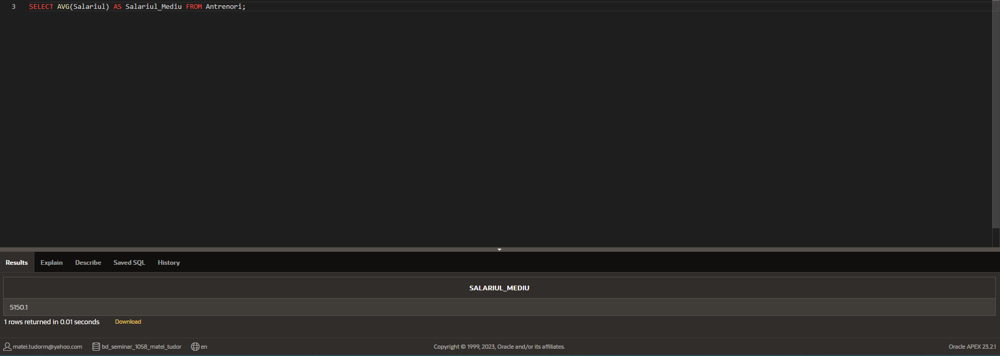 3 SELECT AVG(Salariul) AS Salariul_Mediu FROM Antrenori;
Results Explain Describe Saved SQL History
SALARIUL_MEDIU
5150.1
1 rows returned in 0.01 seconds Download
matei.tudorm@yahoo.com bd_seminar_1058_matei_tudor en Copyright © 1999, 2023, Oracle and/or its affiliates. Oracle APEX 23.2.1